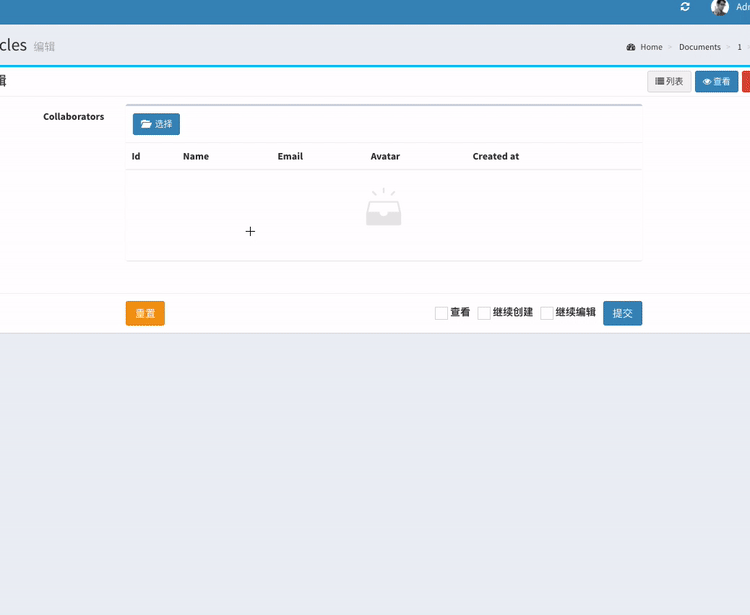 Adr
cles 编辑
Home > Documents > 1
辑
列表 查看
Collaborators
选择
Id Name Email Avatar Created at
重置 查看 继续创建 继续编辑 提交